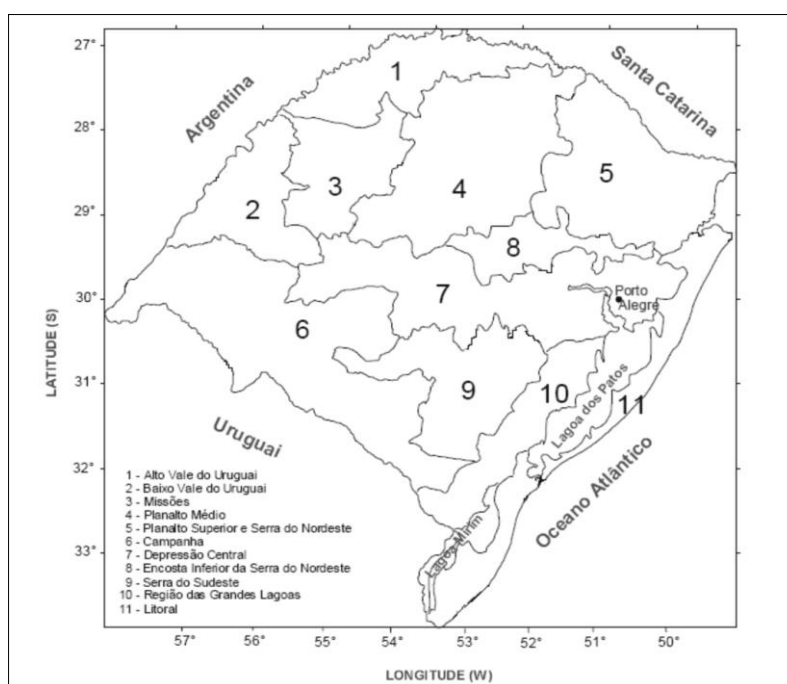 27°
28°
29°
30°
31°
32°
33°
LATITUDE (S)
Argentina
Santa Catarina
1
2
3
4
5
8
7
Porto
Alegre
6
9
10
11
Lagoa dos Patos
Uruguai
Oceano Atlântico
Lagoa Mirim
1 - Alto Vale do Uruguai
2 - Baixo Vale do Uruguai
3 - Missões
4 - Planalto Médio
5 - Planalto Superior e Serra do Nordeste
6 - Campanha
7 - Depressão Central
8 - Encosta Inferior da Serra do Nordeste
9 - Serra do Sudeste
10 - Região das Grandes Lagoas
11 - Litoral
57° 56° 55° 54° 53° 52° 51° 50°
LONGITUDE (W)